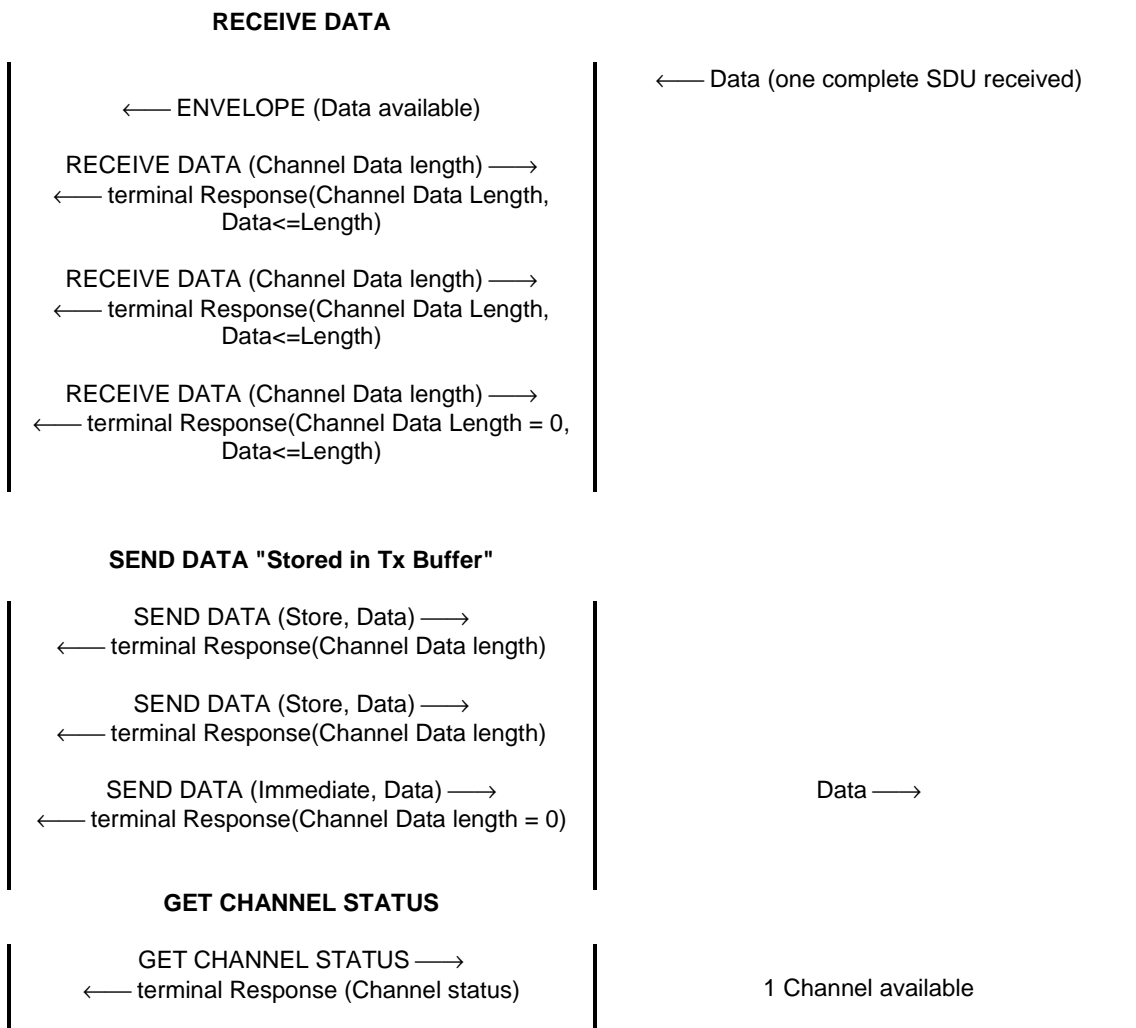 RECEIVE DATA
←── Data (one complete SDU received)
←── ENVELOPE (Data available)
RECEIVE DATA (Channel Data length) ──→
←── terminal Response(Channel Data Length,
Data<=Length)
RECEIVE DATA (Channel Data length) ──→
←── terminal Response(Channel Data Length,
Data<=Length)
RECEIVE DATA (Channel Data length) ──→
←── terminal Response(Channel Data Length = 0,
Data<=Length)
SEND DATA "Stored in Tx Buffer"
SEND DATA (Store, Data) ──→
←── terminal Response(Channel Data length)
SEND DATA (Store, Data) ──→
←── terminal Response(Channel Data length)
SEND DATA (Immediate, Data) ──→
Data ──→
←── terminal Response(Channel Data length = 0)
GET CHANNEL STATUS
GET CHANNEL STATUS ──→
←── terminal Response (Channel status)
1 Channel available